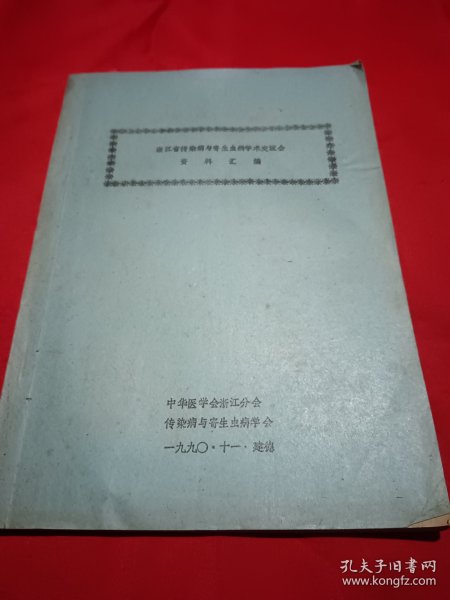 浙江省传染病与寄生虫病学术交流会
资料汇编
中华医学会浙江分会
传染病与寄生虫病学会
一九九〇·十一·建德
孔夫子旧书网
www.kongfz.com